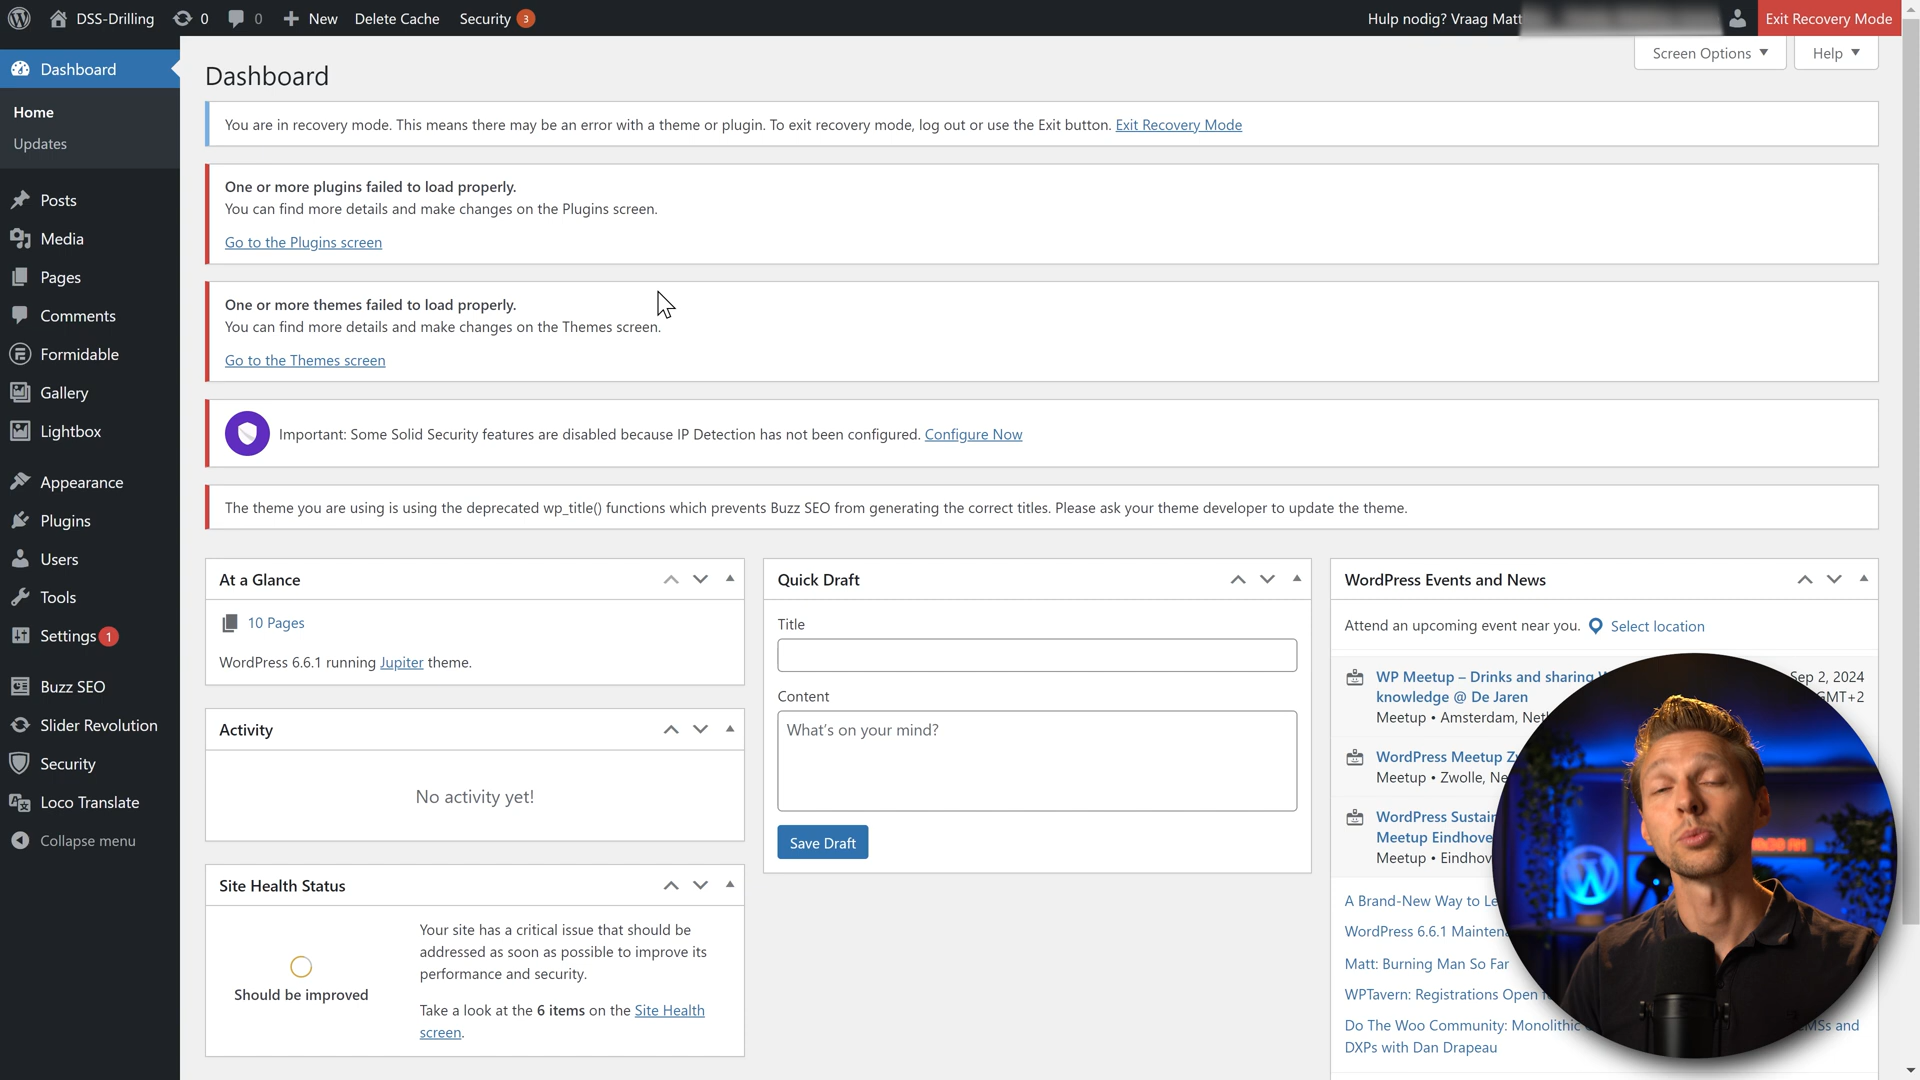 DSS-Drilling 0 0 New Delete Cache Security 3 Hulp nodig? Vraag Matt Exit Recovery Mode
Screen Options Help
Dashboard
Home
Updates
Posts
Media
Pages
Comments
Formidable
Gallery
Lightbox
Appearance
Plugins
Users
Tools
Settings 1
Buzz SEO
Slider Revolution
Security
Loco Translate
Collapse menu
Dashboard
You are in recovery mode. This means there may be an error with a theme or plugin. To exit recovery mode, log out or use the Exit button. Exit Recovery Mode
One or more plugins failed to load properly.
You can find more details and make changes on the Plugins screen.
Go to the Plugins screen
One or more themes failed to load properly.
You can find more details and make changes on the Themes screen.
Go to the Themes screen
Important: Some Solid Security features are disabled because IP Detection has not been configured. Configure Now
The theme you are using is using the deprecated wp_title() functions which prevents Buzz SEO from generating the correct titles. Please ask your theme developer to update the theme.
At a Glance
10 Pages
WordPress 6.6.1 running Jupiter theme.
Activity
No activity yet!
Site Health Status
Should be improved
Your site has a critical issue that should be
addressed as soon as possible to improve its
performance and security.
Take a look at the 6 items on the Site Health
screen.
Quick Draft
Title
Content
What's on your mind?
Save Draft
WordPress Events and News
Attend an upcoming event near you. Select location
WP Meetup – Drinks and sharing Sep 2, 2024
knowledge @ De Jaren GMT+2
Meetup • Amsterdam,
WordPress Meetup
Meetup • Zwolle,
WordPress
Meetup Eindhove
Meetup • Eindhov
A Brand-New Way to
WordPress 6.6.1
Matt: Burning Man So Far
WPTavern: Registrations Open
Do The Woo Community: Monolithic and
DXPs with Dan Drapeau